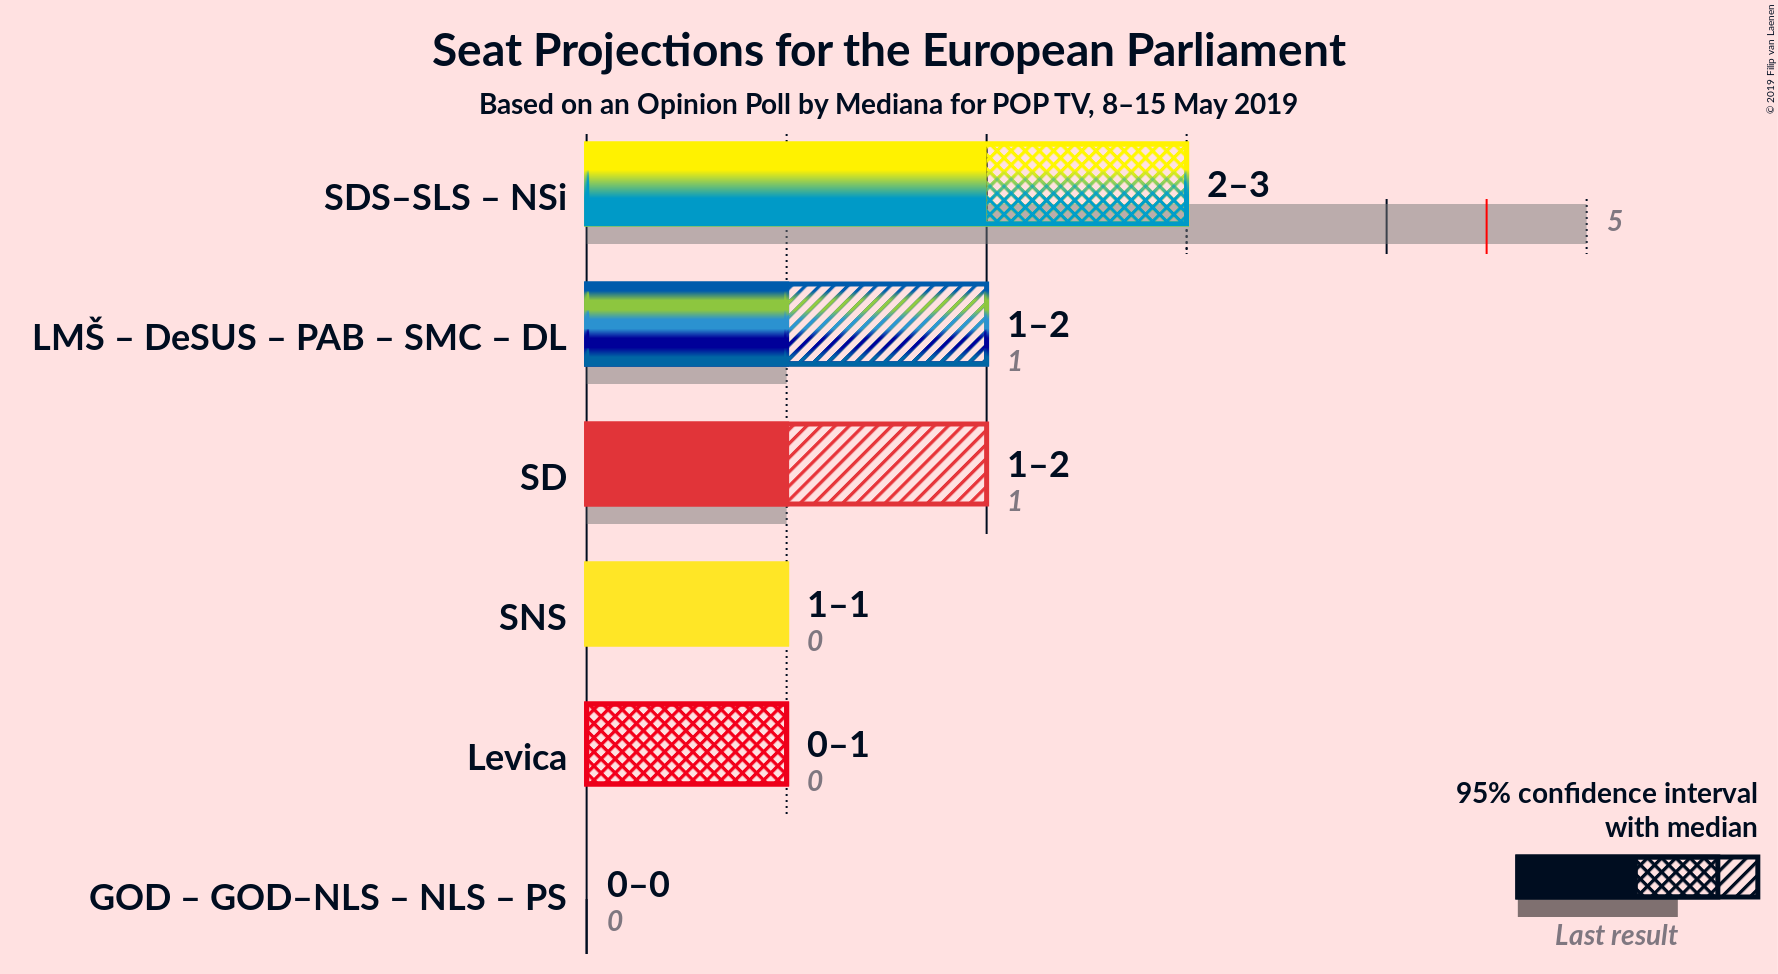 Seat Projections for the European Parliament
Based on an Opinion Poll by Mediana for POP TV, 8–15 May 2019
© 2019 Filip van Laenen
SDS–SLS – NSi
2–3
5
LMŠ – DeSUS – PAB – SMC – DL
1–2
1
SD
1–2
1
SNS
1–1
0
Levica
0–1
0
GOD – GOD–NLS – NLS – PS
0–0
0
95% confidence interval
with median
Last result